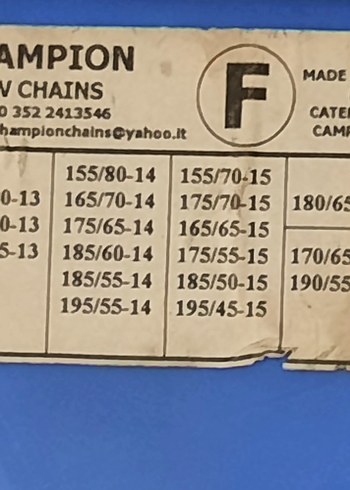 AMPION
W CHAINS
0 352 2413546
hampionchains@yahoo.it
F
MADE
CATE
CAMP
0-13
0-13
5-13
155/80-14
165/70-14
175/65-14
185/60-14
185/55-14
195/55-14
155/70-15
175/70-15
165/65-15
175/55-15
185/50-15
195/45-15
180/65
170/65
190/55